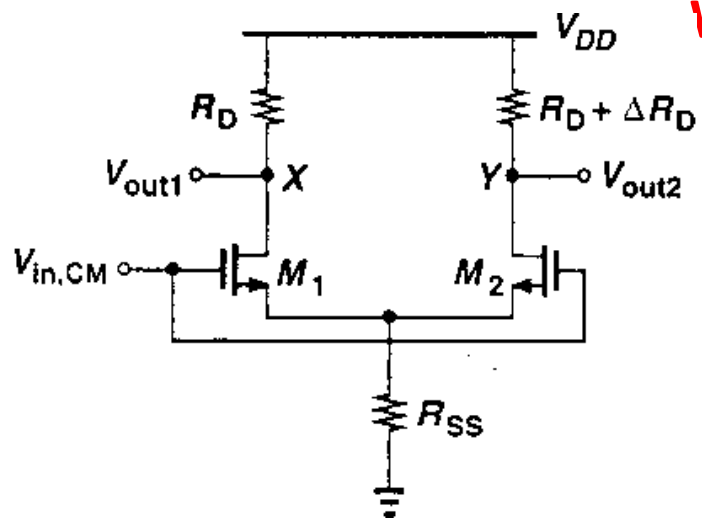 V_DD
R_D
R_D + ΔR_D
V_out1
X
Y
V_out2
V_in,CM
M_1
M_2
R_SS